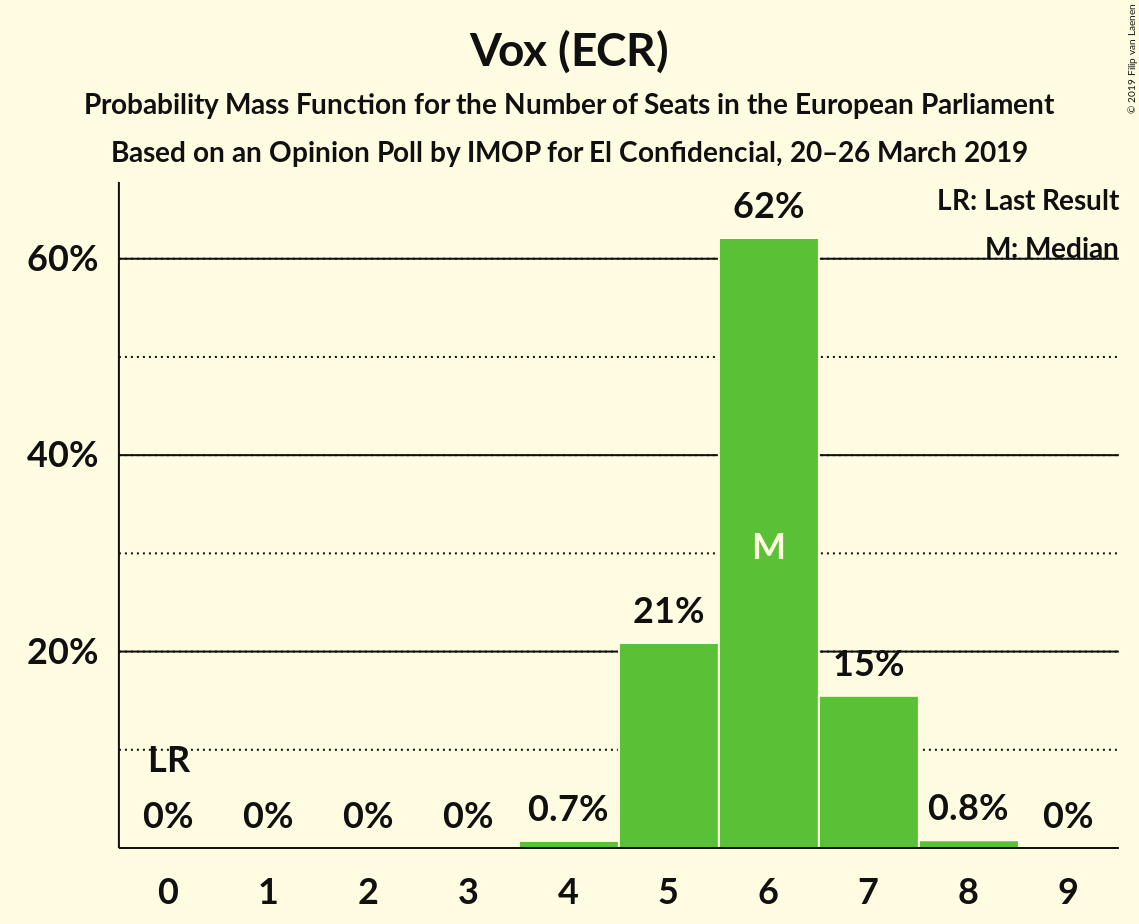 Vox (ECR)
Probability Mass Function for the Number of Seats in the European Parliament
Based on an Opinion Poll by IMOP for El Confidencial, 20–26 March 2019
© 2019 Filip van Laenen
LR: Last Result
M: Median
60%
40%
20%
LR
0%
0%
0%
0%
0.7%
21%
62%
M
15%
0.8%
0%
0 1 2 3 4 5 6 7 8 9